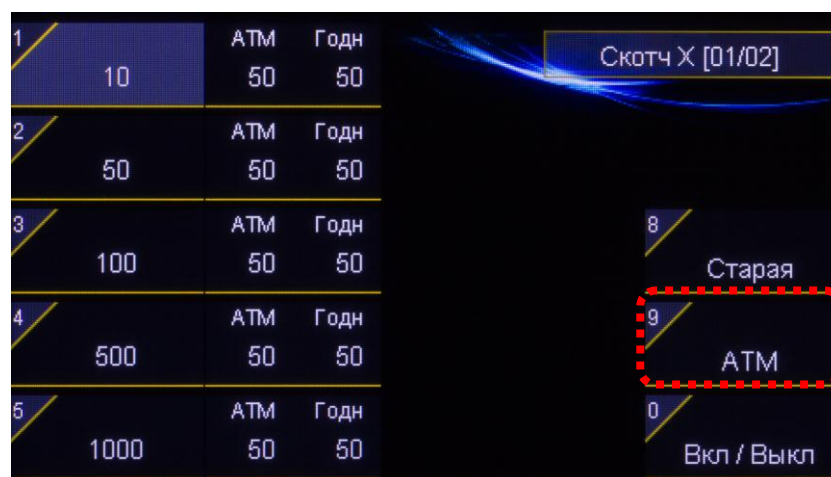 1 АТМ Годн Скотч X [01/02]
10 50 50
2 АТМ Годн
50 50 50
3 АТМ Годн 8
100 50 50 Старая
4 АТМ Годн 9
500 50 50 АТМ
5 АТМ Годн 0
1000 50 50 Вкл / Выкл